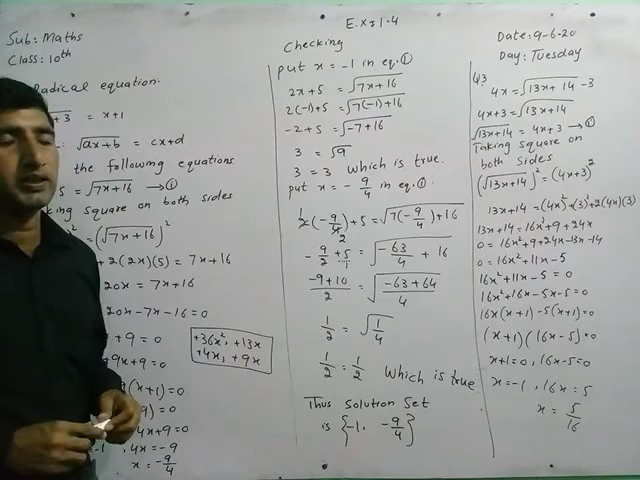 Sub: Maths
Class: 10th
Radical equation:
= x+1
√ax+b = cx+d
the following equations
5 = √7x+16 → ①
king square on both sides
= (√7x+16)²
+2(2x)(5) = 7x+16
20x = 7x+16
20x-7x-16=0
+9=0
+9x+9=0
(x+1)=0
=0
4x+9=0
-1, 4x=-9
x=-9/4
+36x², +13x
+4x, +9x
Ex# 1.4
Checking
put x = -1 in eq. ①
2x+5 = √7x+16
2(-1)+5 = √7(-1)+16
-2+5 = √-7+16
3 = √9
3 = 3 which is true.
put x = -9/4 in eq ①.
2(-9/4)+5 = √7(-9/4)+16
-9/2+5/1 = √-63/4 + 16
-9+10/2 = √-63+64/4
1/2 = √1/4
1/2 = 1/2 Which is true
Thus Solution Set
is {-1, -9/4}
Date: 9-6-20
Day: Tuesday
Q3
4x = √13x+14 -3
4x+3 = √13x+14
√13x+14 = 4x+3 → ①
Taking square on
both sides
(√13x+14)² = (4x+3)²
13x+14 = (4x)²+(3)²+2(4x)(3)
13x+14 = 16x²+9+24x
0 = 16x²+9+24x-13x-14
0 = 16x²+11x-5
16x²+11x-5 = 0
16x²+16x-5x-5=0
16x(x+1)-5(x+1)=0
(x+1)(16x-5)=0
x+1=0, 16x-5=0
x=-1, 16x=5
x = 5/16